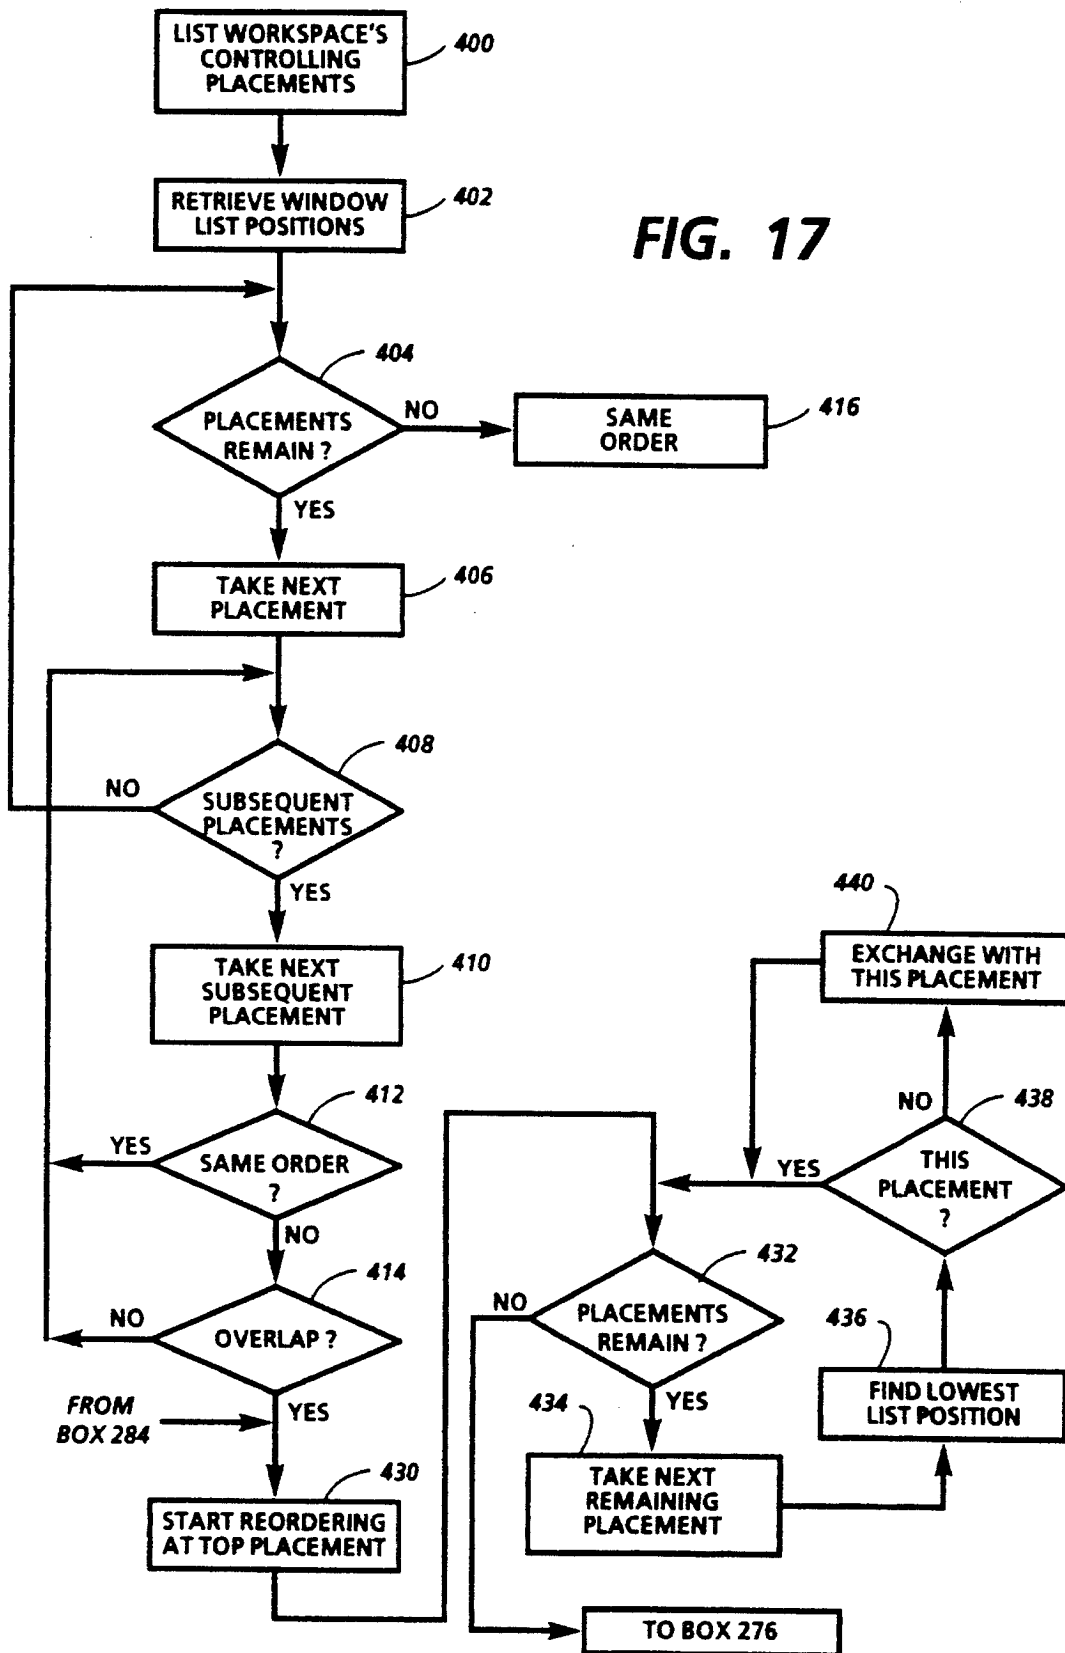 LIST WORKSPACE'S
CONTROLLING
PLACEMENTS
400
RETRIEVE WINDOW
LIST POSITIONS
402
FIG. 17
404
PLACEMENTS
REMAIN ?
NO
SAME
ORDER
416
YES
TAKE NEXT
PLACEMENT
406
408
NO
SUBSEQUENT
PLACEMENTS
?
YES
TAKE NEXT
SUBSEQUENT
PLACEMENT
410
412
YES
SAME ORDER
?
NO
414
NO
OVERLAP ?
YES
FROM
BOX 284
430
START REORDERING
AT TOP PLACEMENT
440
EXCHANGE WITH
THIS PLACEMENT
NO
438
YES
THIS
PLACEMENT
?
432
NO
PLACEMENTS
REMAIN ?
YES
436
FIND LOWEST
LIST POSITION
434
TAKE NEXT
REMAINING
PLACEMENT
TO BOX 276